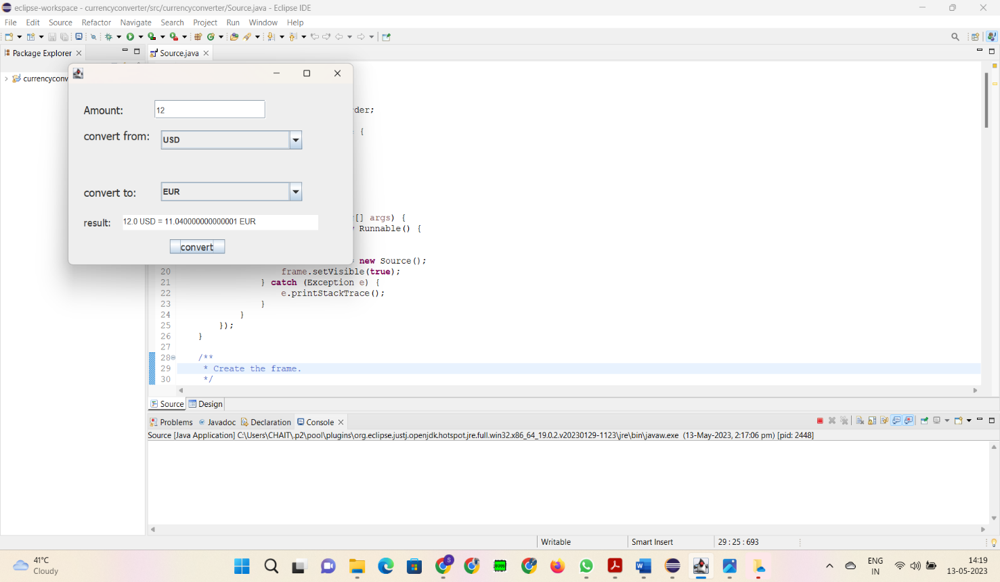 eclipse-workspace - currencyconverter/src/currencyconverter/Source.java - Eclipse IDE
File Edit Source Refactor Navigate Search Project Run Window Help
Package Explorer
Source.java
currencyconv
Amount:
12
convert from:
USD
convert to:
EUR
result:
12.0 USD = 11.040000000000001 EUR
convert
rder;
{
[] args) {
Runnable() {
new Source();
20 frame.setVisible(true);
21 } catch (Exception e) {
22 e.printStackTrace();
23 }
24 }
25 });
26 }
27
28 /**
29 * Create the frame.
30 */
Source Design
Problems Javadoc Declaration Console
Source [Java Application] C:\Users\CHAIT\.p2\pool\plugins\org.eclipse.justj.openjdk.hotspot.jre.full.win32.x86_64_19.0.2.v20230129-1123\jre\bin\javaw.exe (13-May-2023, 2:17:06 pm) [pid: 2448]
Writable Smart Insert 29 : 25 : 693
41°C
Cloudy
S
ENG
IN
14:19
13-05-2023